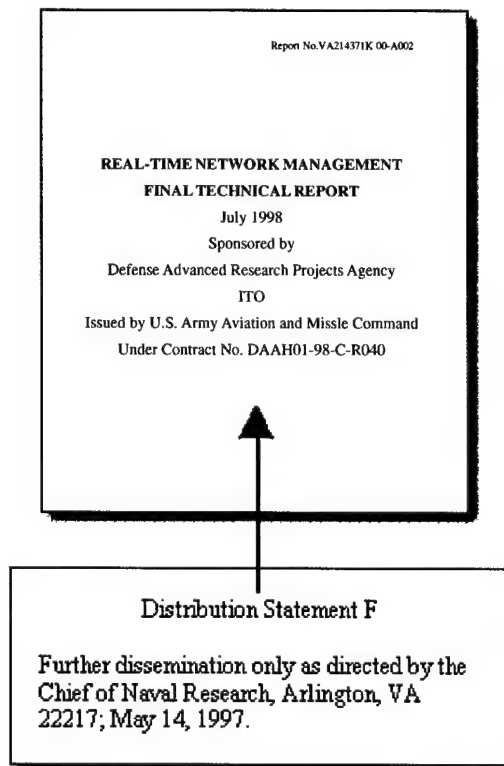 Report No.VA214371K 00-A002
REAL-TIME NETWORK MANAGEMENT
FINAL TECHNICAL REPORT
July 1998
Sponsored by
Defense Advanced Research Projects Agency
ITO
Issued by U.S. Army Aviation and Missle Command
Under Contract No. DAAH01-98-C-R040
Distribution Statement F
Further dissemination only as directed by the
Chief of Naval Research, Arlington, VA
22217; May 14, 1997.